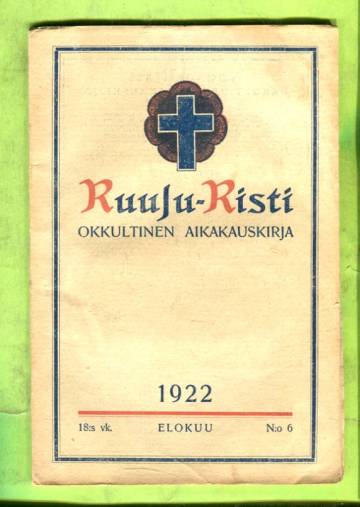 Ruusu-Risti
OKKULTINEN AIKAKAUSKIRJA
1922
18:s vk. ELOKUU N:o 6